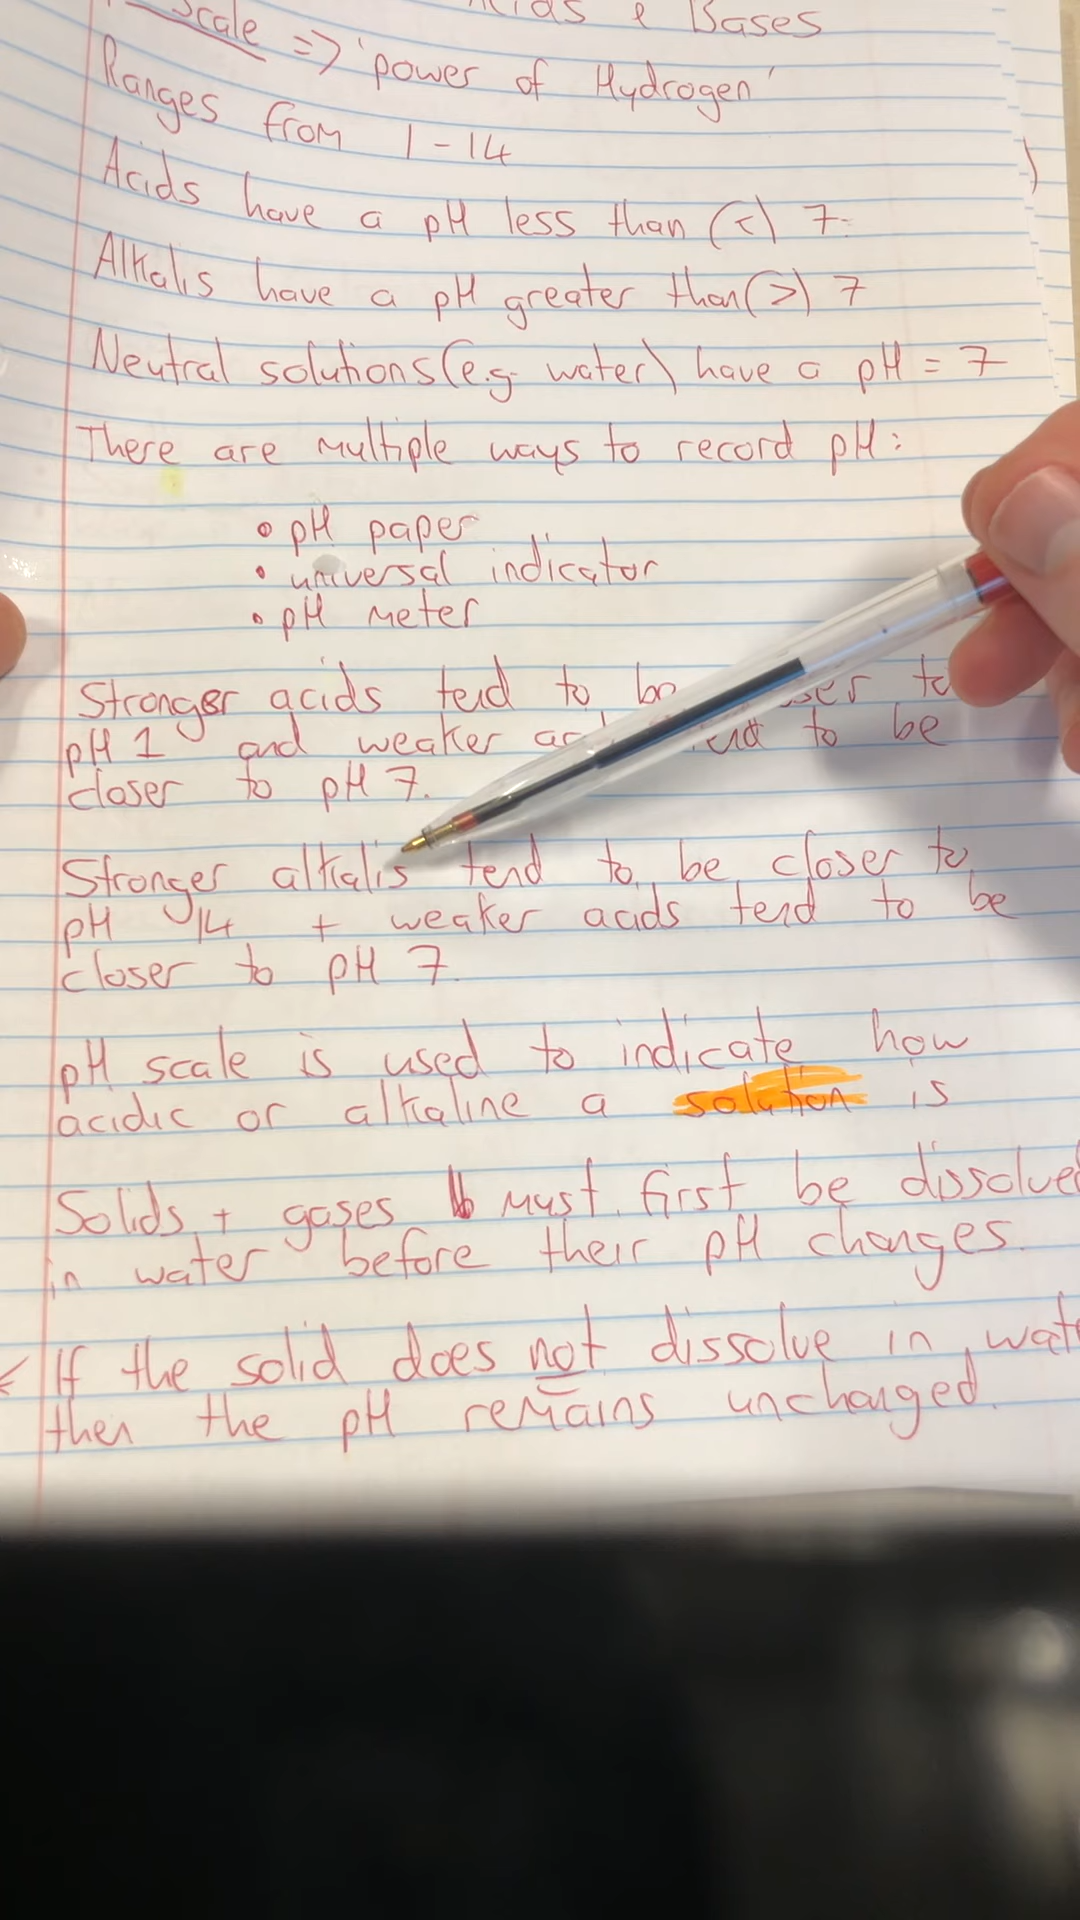 Scale => 'power of Hydrogen'
& Bases
Ranges from 1-14
Acids have a pH less than (<) 7.
Alkalis have a pH greater than (>) 7
Neutral solutions (e.g. water) have a pH = 7
There are multiple ways to record pH:
• pH paper
• universal indicator
• pH meter
Stronger acids tend to to
pH 1 and weaker to be
closer to pH 7.
Stronger alkalis tend to be closer to
pH 14 + weaker acids tend to be
closer to pH 7.
pH scale is used to indicate how
acidic or alkaline a solution is
Solids + gases must first be dissolve
in water before their pH changes.
If the solid does not dissolve in wat
then the pH remains unchanged.